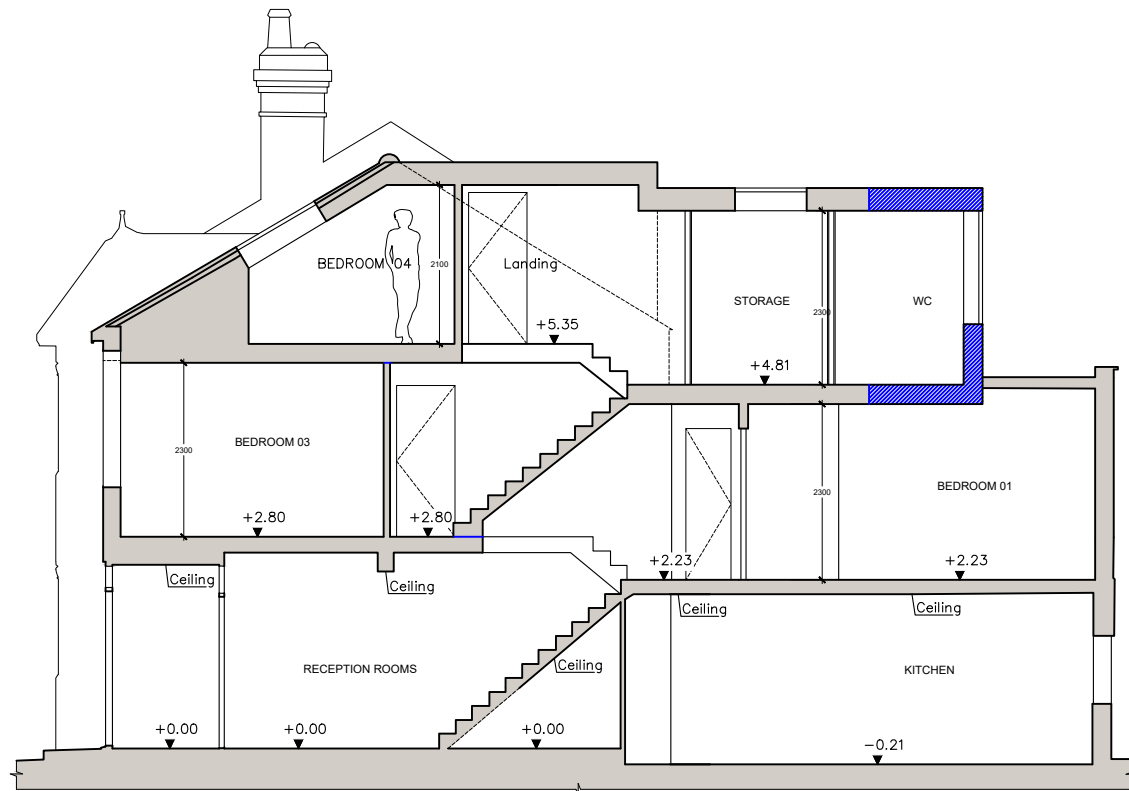 BEDROOM 04
2100
Landing
+5.35
STORAGE
2300
WC
+4.81
2300
BEDROOM 03
+2.80
+2.80
2300
BEDROOM 01
+2.23
+2.23
Ceiling
Ceiling
Ceiling
Ceiling
Ceiling
RECEPTION ROOMS
KITCHEN
+0.00
+0.00
+0.00
-0.21